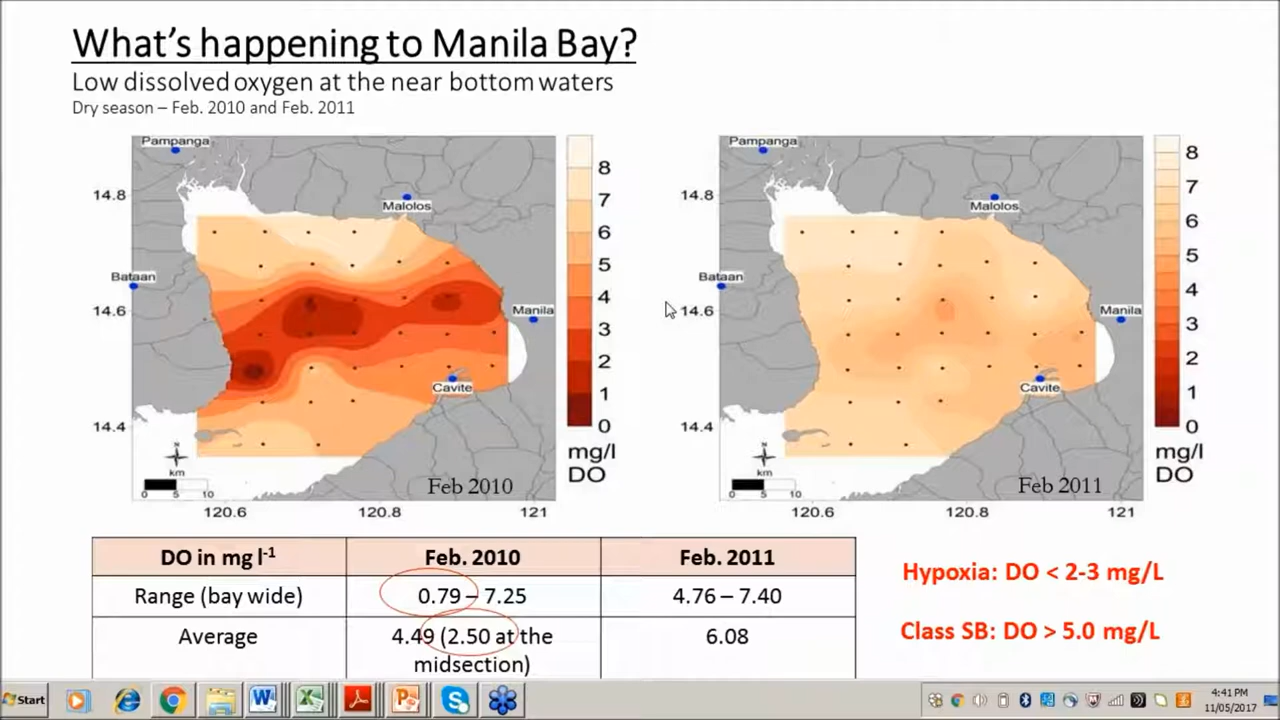 What's happening to Manila Bay?
Low dissolved oxygen at the near bottom waters
Dry season – Feb. 2010 and Feb. 2011
Pampanga
Malolos
Bataan
Manila
Cavite
14.8
14.6
14.4
N
km
0 5 10
Feb 2010
120.6 120.8 121
8
7
6
5
4
3
2
1
0
mg/l
DO
Pampanga
Malolos
Bataan
Manila
Cavite
14.8
14.6
14.4
N
km
0 5 10
Feb 2011
120.6 120.8 121
8
7
6
5
4
3
2
1
0
mg/l
DO
DO in mg l-1 Feb. 2010 Feb. 2011
Range (bay wide) 0.79 – 7.25 4.76 – 7.40
Average 4.49 (2.50 at the 6.08
midsection)
Hypoxia: DO < 2-3 mg/L
Class SB: DO > 5.0 mg/L
Start
4:41 PM
11/05/2017